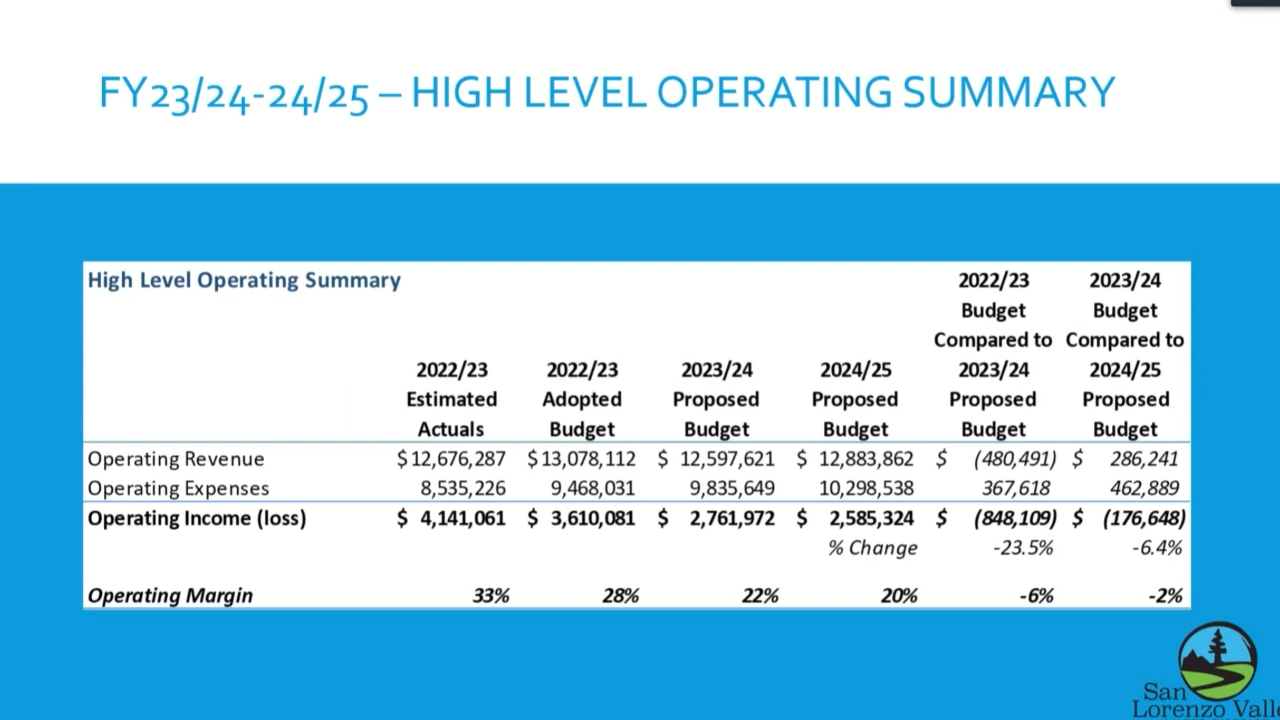 FY23/24-24/25 – HIGH LEVEL OPERATING SUMMARY
High Level Operating Summary 2022/23 2023/24
Budget Budget
Compared to Compared to
2022/23 2022/23 2023/24 2024/25 2023/24 2024/25
Estimated Adopted Proposed Proposed Proposed Proposed
Actuals Budget Budget Budget Budget Budget
Operating Revenue $12,676,287 $13,078,112 $ 12,597,621 $ 12,883,862 $ (480,491) $ 286,241
Operating Expenses 8,535,226 9,468,031 9,835,649 10,298,538 367,618 462,889
Operating Income (loss) $ 4,141,061 $ 3,610,081 $ 2,761,972 $ 2,585,324 $ (848,109) $ (176,648)
% Change -23.5% -6.4%
Operating Margin 33% 28% 22% 20% -6% -2%
San
Lorenzo Valle